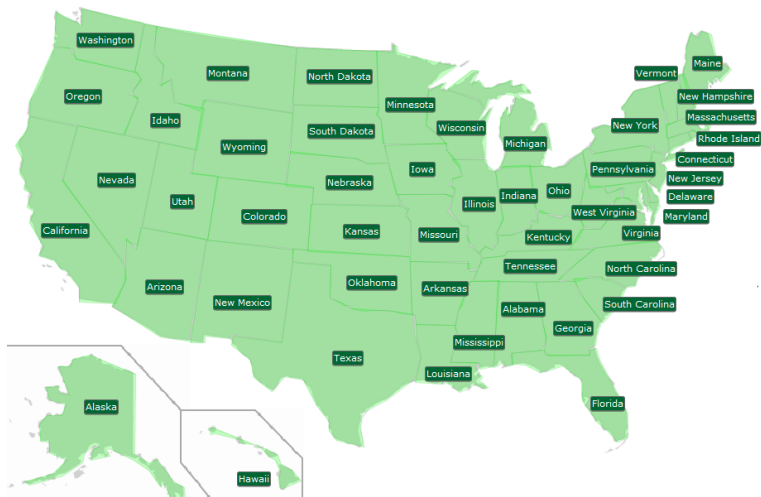 Washington
Maine
Vermont
Montana
North Dakota
Oregon
New Hampshire
Minnesota
Massachusetts
Idaho
New York
Wisconsin
South Dakota
Rhode Island
Michigan
Wyoming
Connecticut
Iowa
Pennsylvania
New Jersey
Nevada
Nebraska
Ohio
Indiana
Delaware
Utah
Illinois
West Virginia
Colorado
Maryland
California
Kansas
Missouri
Virginia
Kentucky
Tennessee
North Carolina
Oklahoma
Arizona
Arkansas
New Mexico
South Carolina
Alabama
Georgia
Mississippi
Texas
Louisiana
Florida
Alaska
Hawaii